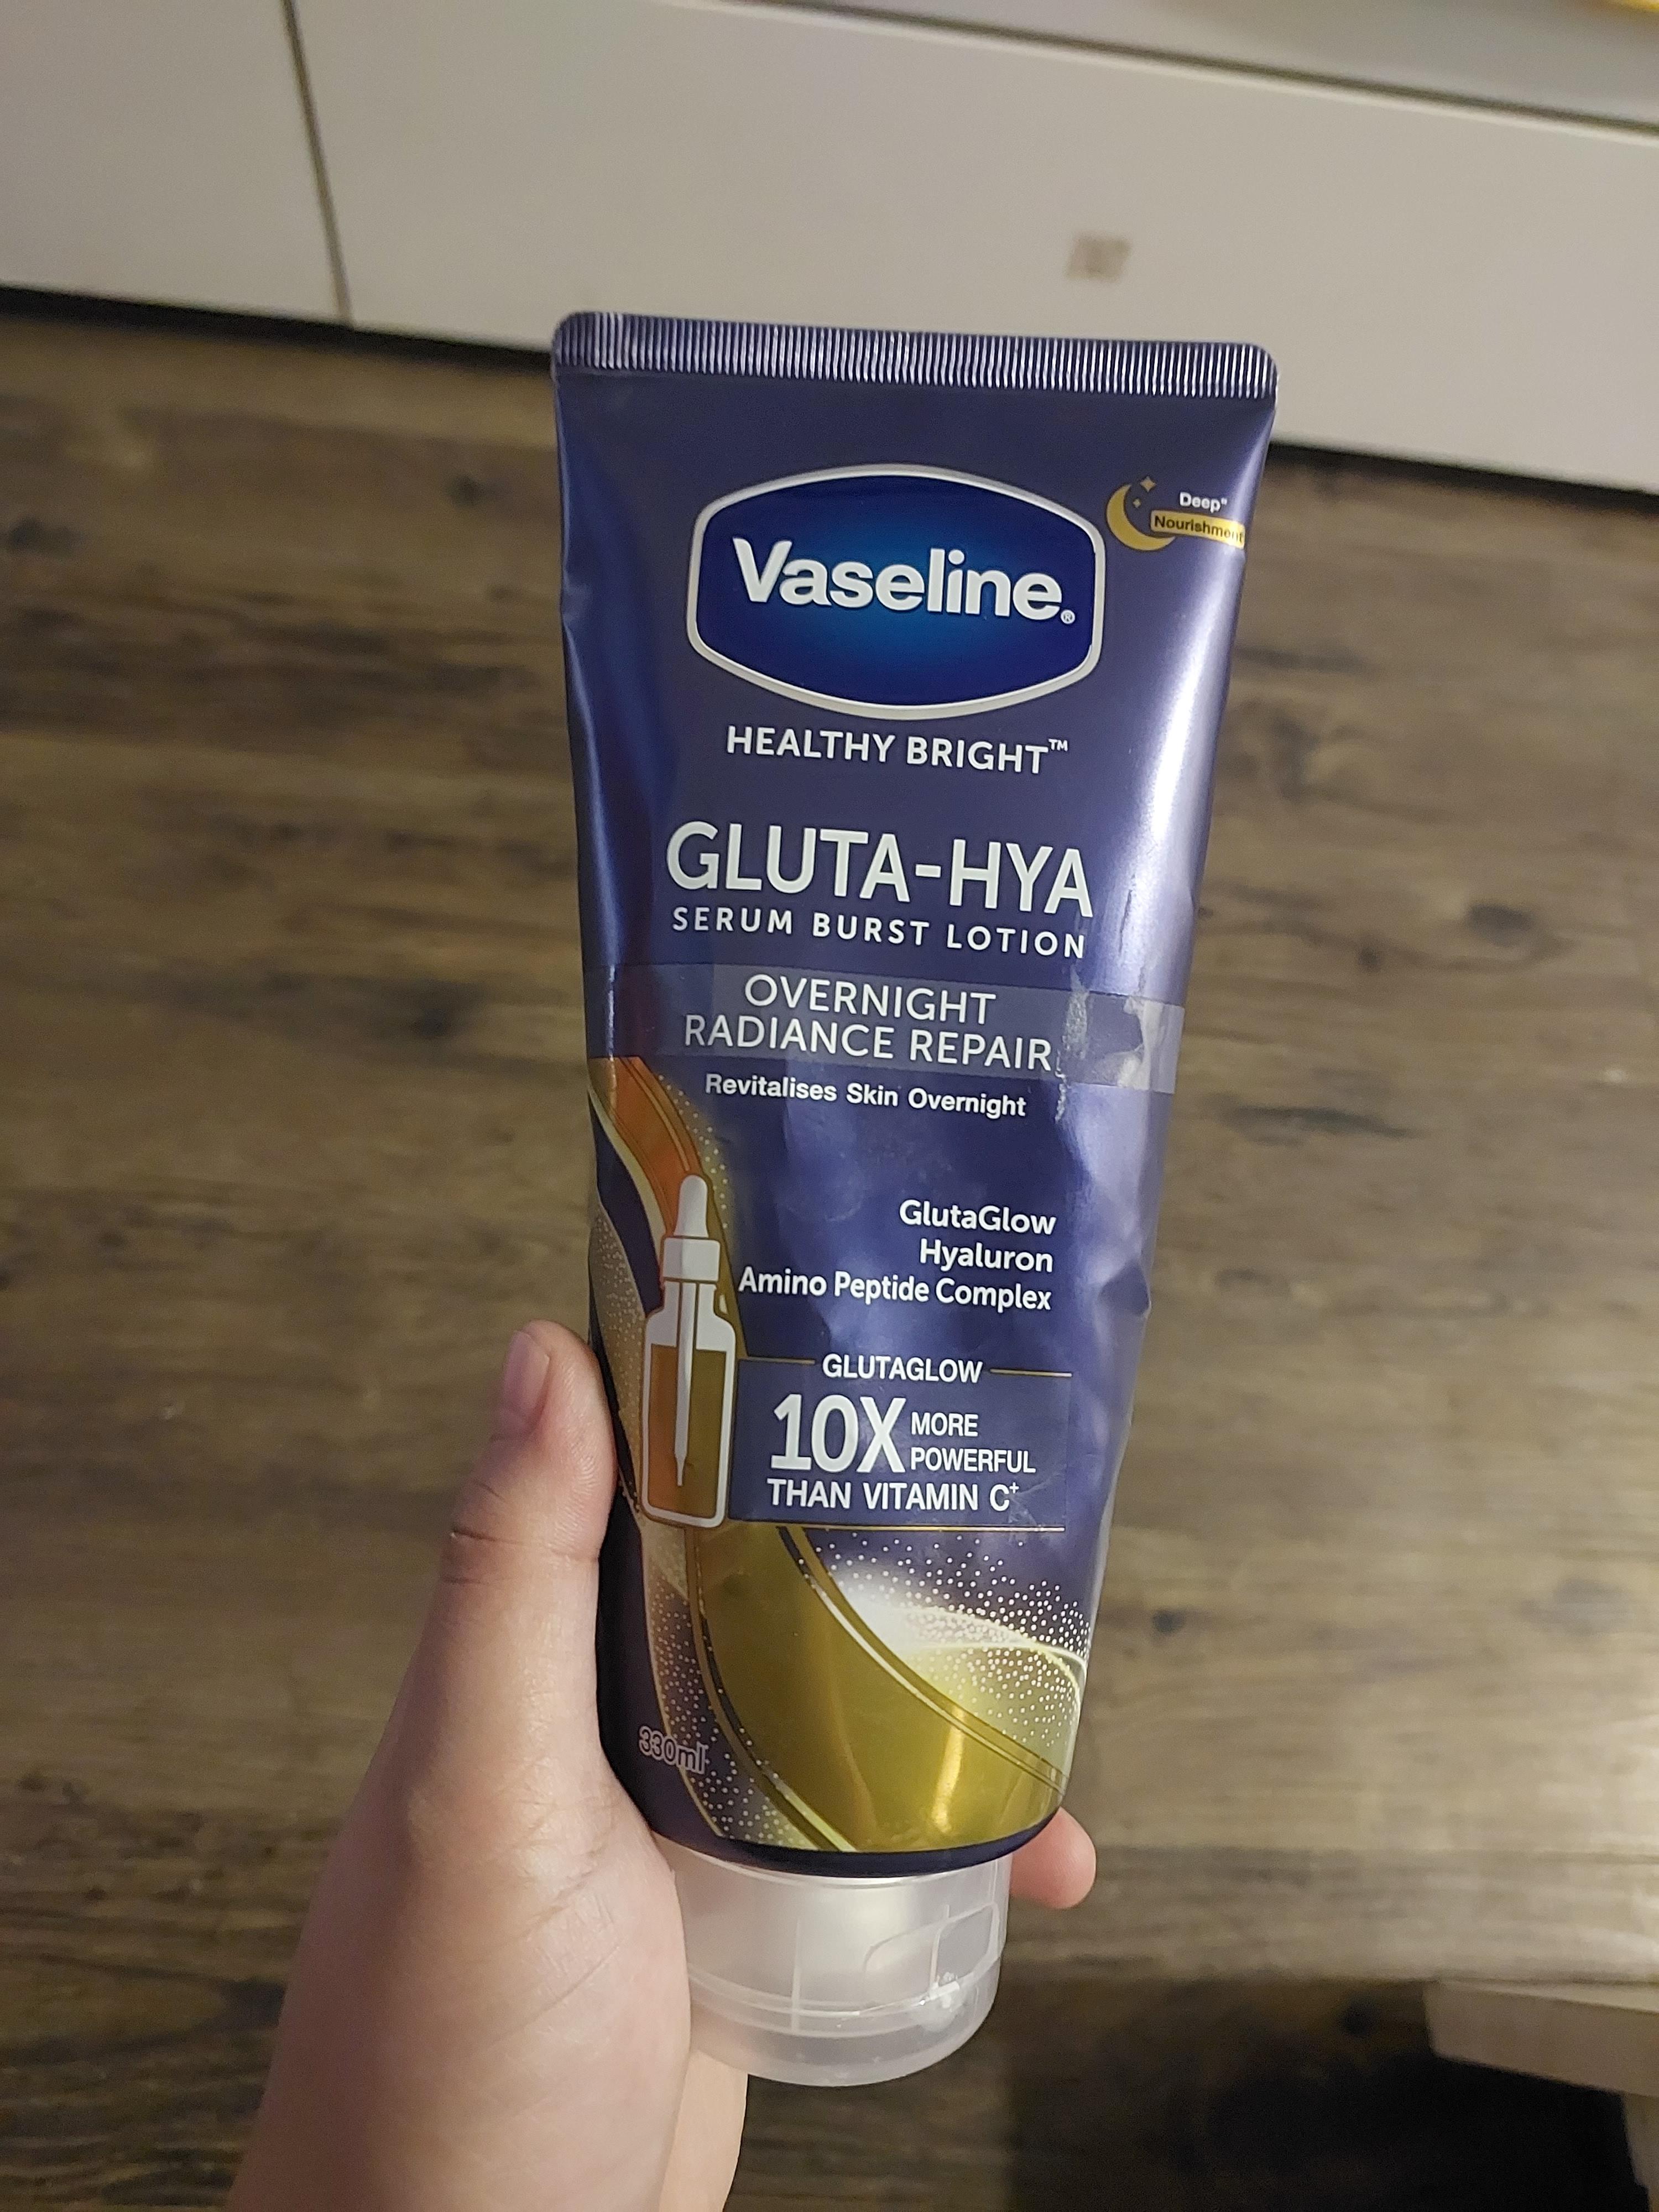 Deep"
Nourishment
Vaseline®
HEALTHY BRIGHT™
GLUTA-HYA
SERUM BURST LOTION
OVERNIGHT
RADIANCE REPAIR
Revitalises Skin Overnight
GlutaGlow
Hyaluron
Amino Peptide Complex
GLUTAGLOW
10X MORE
POWERFUL
THAN VITAMIN C⁺
330ml